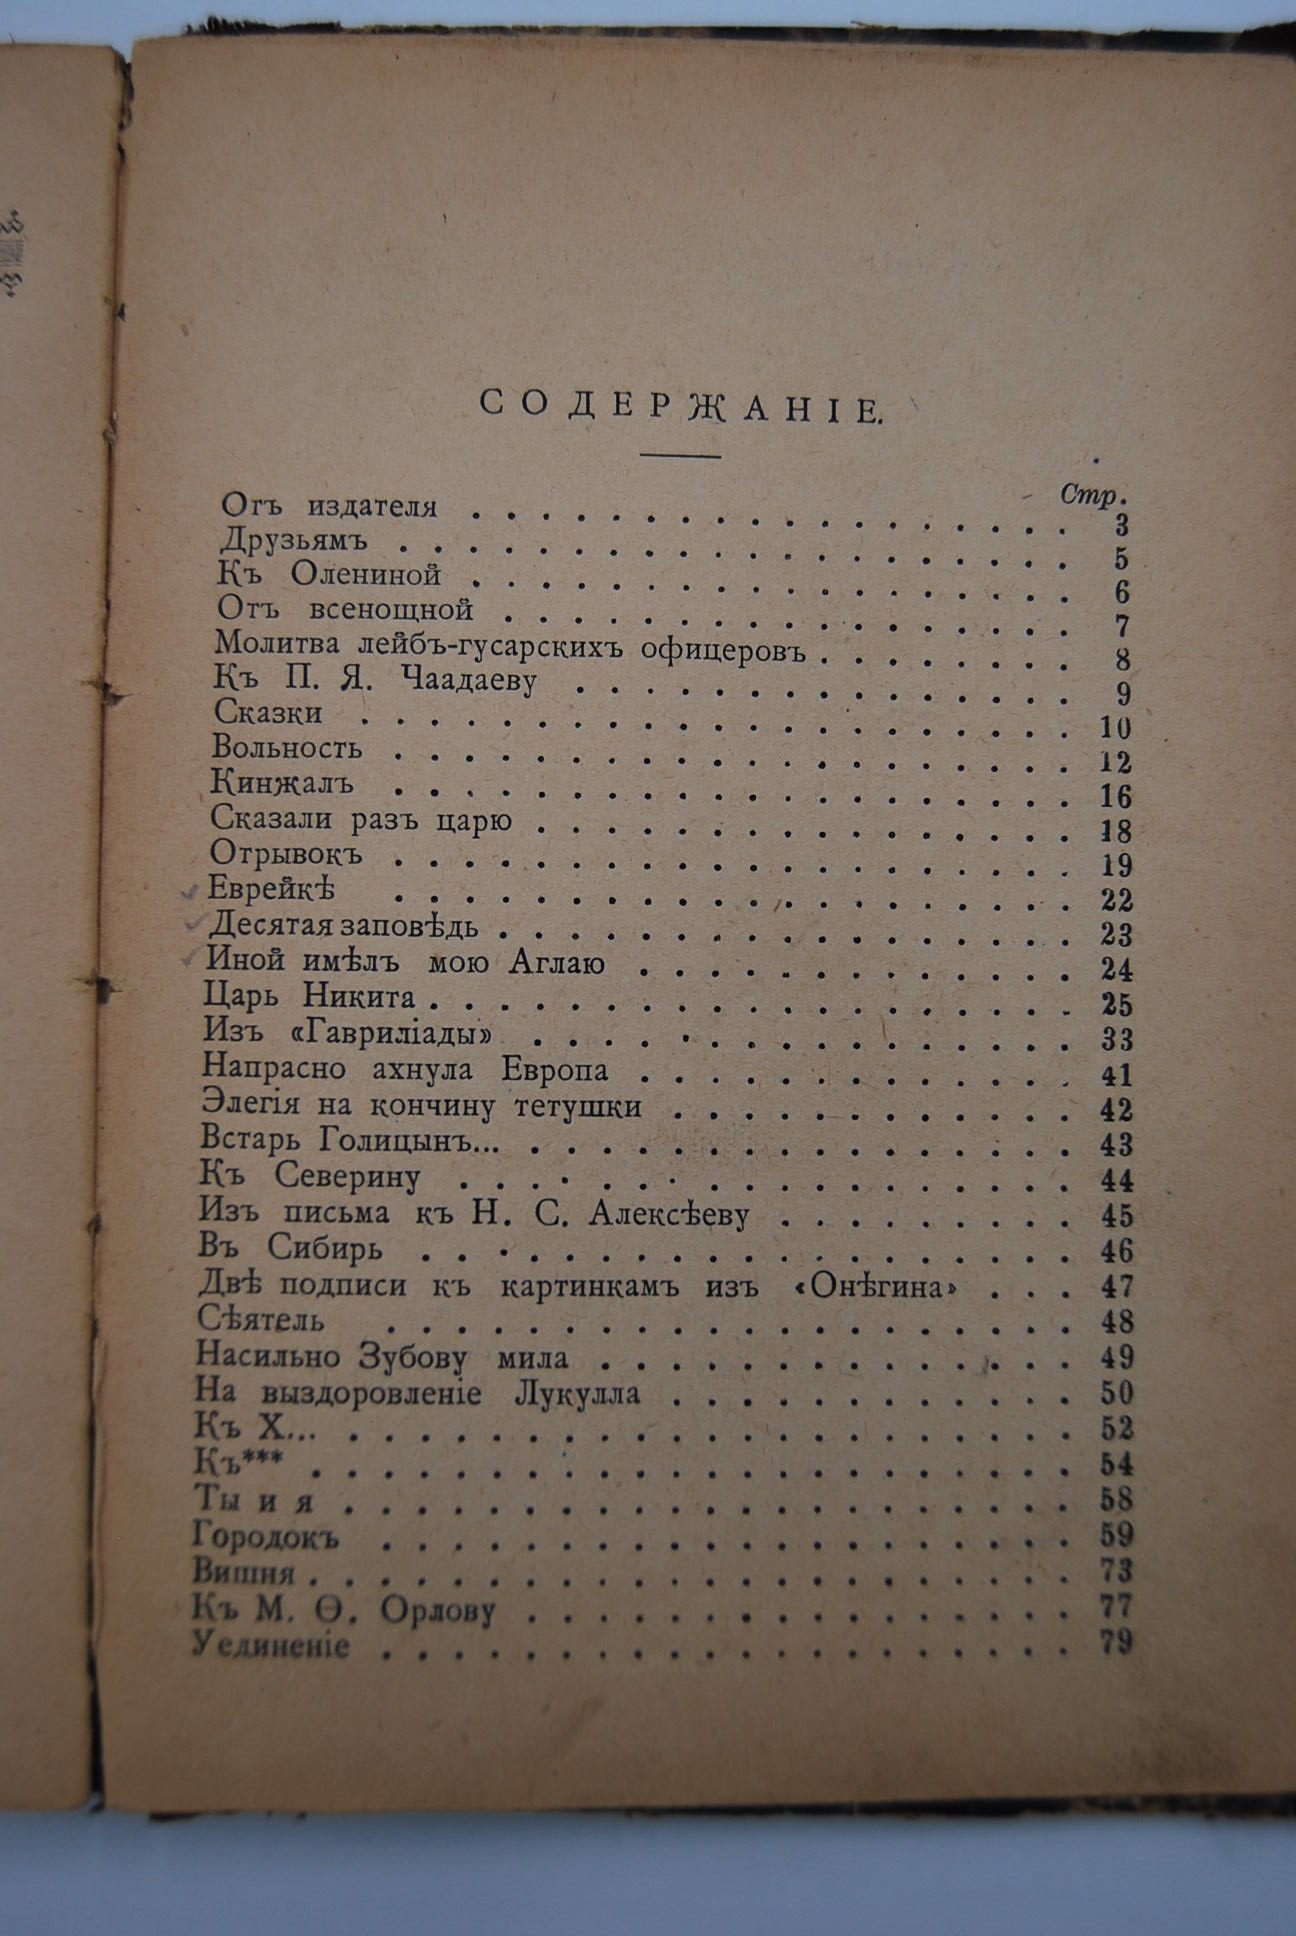 СОДЕРЖАНІЕ.
Стр.
Отъ издателя . . . . . . . . . . . . . . . . . 3
Друзьямъ . . . . . . . . . . . . . . . . . . . 5
Къ Олениной . . . . . . . . . . . . . . . . . 6
Отъ всенощной . . . . . . . . . . . . . . . . 7
Молитва лейбъ-гусарскихъ офицеровъ . . . . . . . 8
Къ П. Я. Чаадаеву . . . . . . . . . . . . . . 9
Сказки . . . . . . . . . . . . . . . . . . . . 10
Вольность . . . . . . . . . . . . . . . . . . . 12
Кинжалъ . . . . . . . . . . . . . . . . . . . 16
Сказали разъ царю . . . . . . . . . . . . . . . 18
Отрывокъ . . . . . . . . . . . . . . . . . . . 19
Еврейкѣ . . . . . . . . . . . . . . . . . . . 22
Десятая заповѣдь . . . . . . . . . . . . . . . . 23
Иной имѣлъ мою Аглаю . . . . . . . . . . . . . 24
Царь Никита . . . . . . . . . . . . . . . . . . 25
Изъ «Гавриліады» . . . . . . . . . . . . . . . 33
Напрасно ахнула Европа . . . . . . . . . . . . . 41
Элегія на кончину тетушки . . . . . . . . . . . . 42
Встарь Голицынъ... . . . . . . . . . . . . . . . . 43
Къ Северину . . . . . . . . . . . . . . . . . . 44
Изъ письма къ Н. С. Алексѣеву . . . . . . . . . 45
Въ Сибирь . . . . . . . . . . . . . . . . . . . 46
Двѣ подписи къ картинкамъ изъ «Онѣгина» . . . 47
Сѣятель . . . . . . . . . . . . . . . . . . . . 48
Насильно Зубову мила . . . . . . . . . . . . . . 49
На выздоровленіе Лукулла . . . . . . . . . . . . 50
Къ Х... . . . . . . . . . . . . . . . . . . . . . 52
Къ*** . . . . . . . . . . . . . . . . . . . . . . 54
Ты и я . . . . . . . . . . . . . . . . . . . . . 58
Городокъ . . . . . . . . . . . . . . . . . . . . 59
Вишня . . . . . . . . . . . . . . . . . . . . . . 73
Къ М. Ѳ. Орлову . . . . . . . . . . . . . . . . 77
Уединеніе . . . . . . . . . . . . . . . . . . . . 79